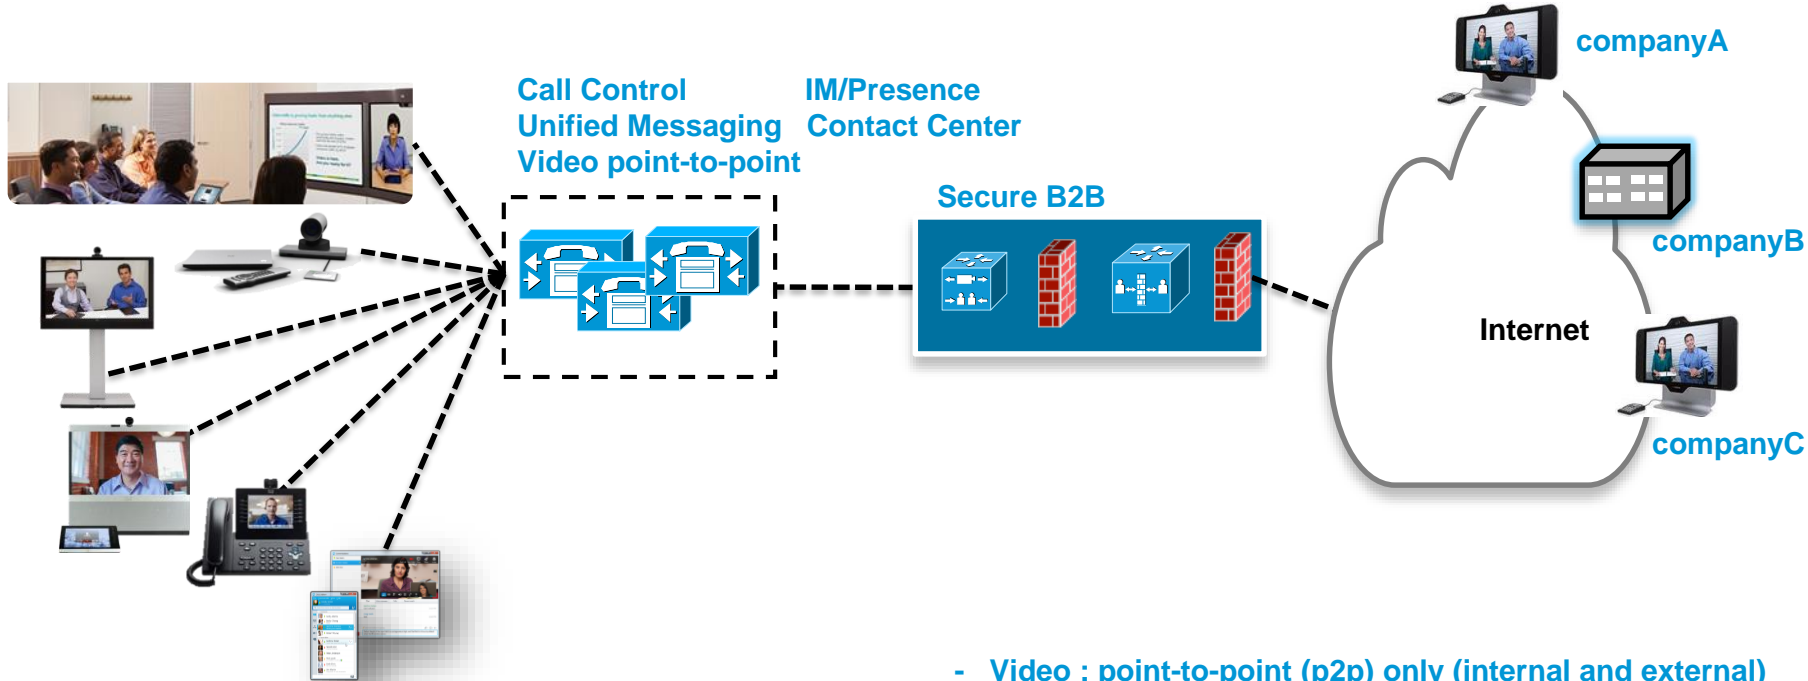 companyA
Call Control IM/Presence
Unified Messaging Contact Center
Video point-to-point
Secure B2B
companyB
Internet
companyC
- Video : point-to-point (p2p) only (internal and external)